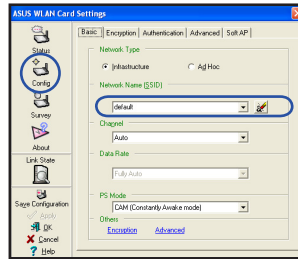 ASUS WLAN Card Settings
Status
Config
Survey
About
Link State
Save Configuration
Apply
OK
Cancel
Help
Basic Encryption Authentication Advanced Soft AP
Network Type
Infrastructure Ad Hoc
Network Name (SSID)
default
Channel
Auto
Data Rate
Fully Auto
PS Mode
CAM (Constantly Awake mode)
Others
Encryption Advanced